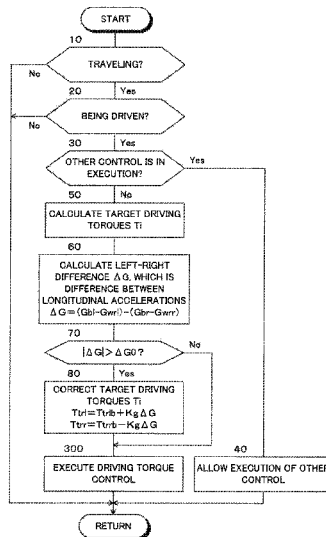 START
10
TRAVELING?
No
20
Yes
No
BEING DRIVEN?
30
Yes
OTHER CONTROL IS IN
EXECUTION?
Yes
50
No
CALCULATE TARGET DRIVING
TORQUES Ti
60
CALCULATE LEFT-RIGHT
DIFFERENCE ΔG, WHICH IS
DIFFERENCE BETWEEN
LONGITUDINAL ACCELERATIONS
ΔG=(Gbl-Gwrl)-(Gbr-Gwrr)
70
|ΔG|>ΔG0?
No
80
Yes
CORRECT TARGET DRIVING
TORQUES Ti
Ttrl=Ttrlb+KgΔG
Ttrr=Ttrrb-KgΔG
300
EXECUTE DRIVING TORQUE
CONTROL
40
ALLOW EXECUTION OF OTHER
CONTROL
RETURN